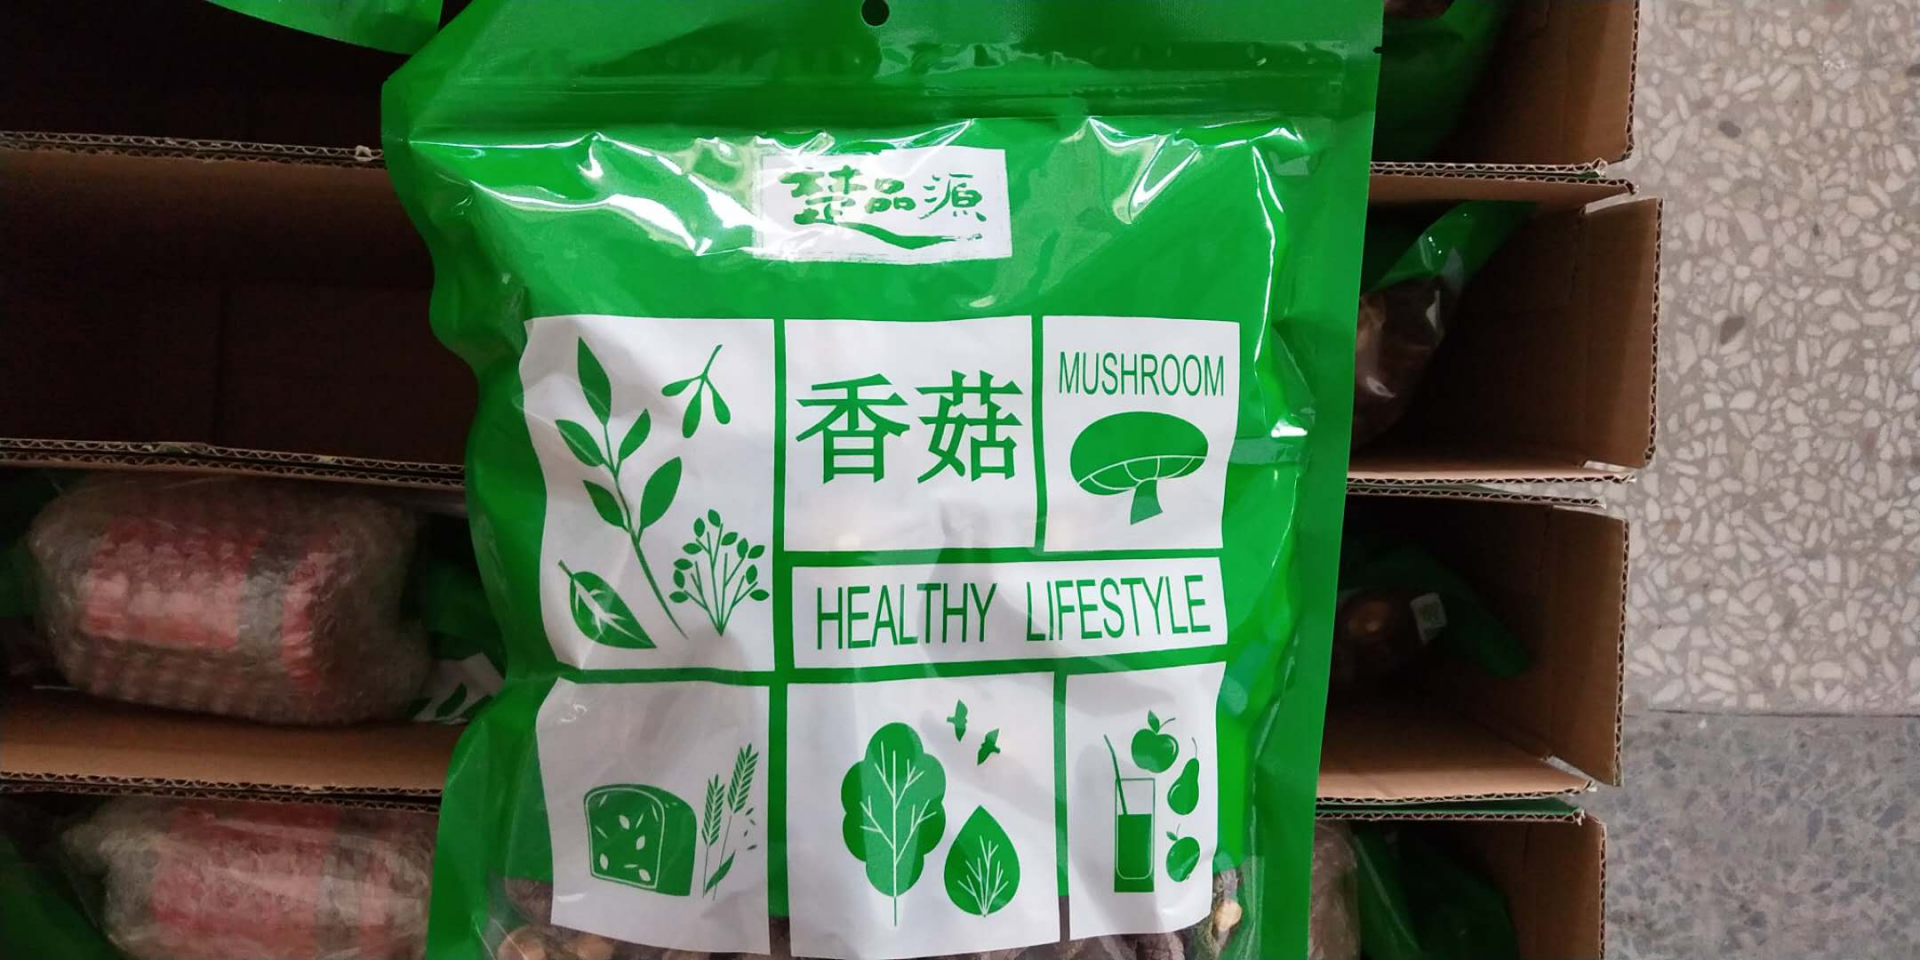 楚品源
香菇
MUSHROOM
HEALTHY LIFESTYLE